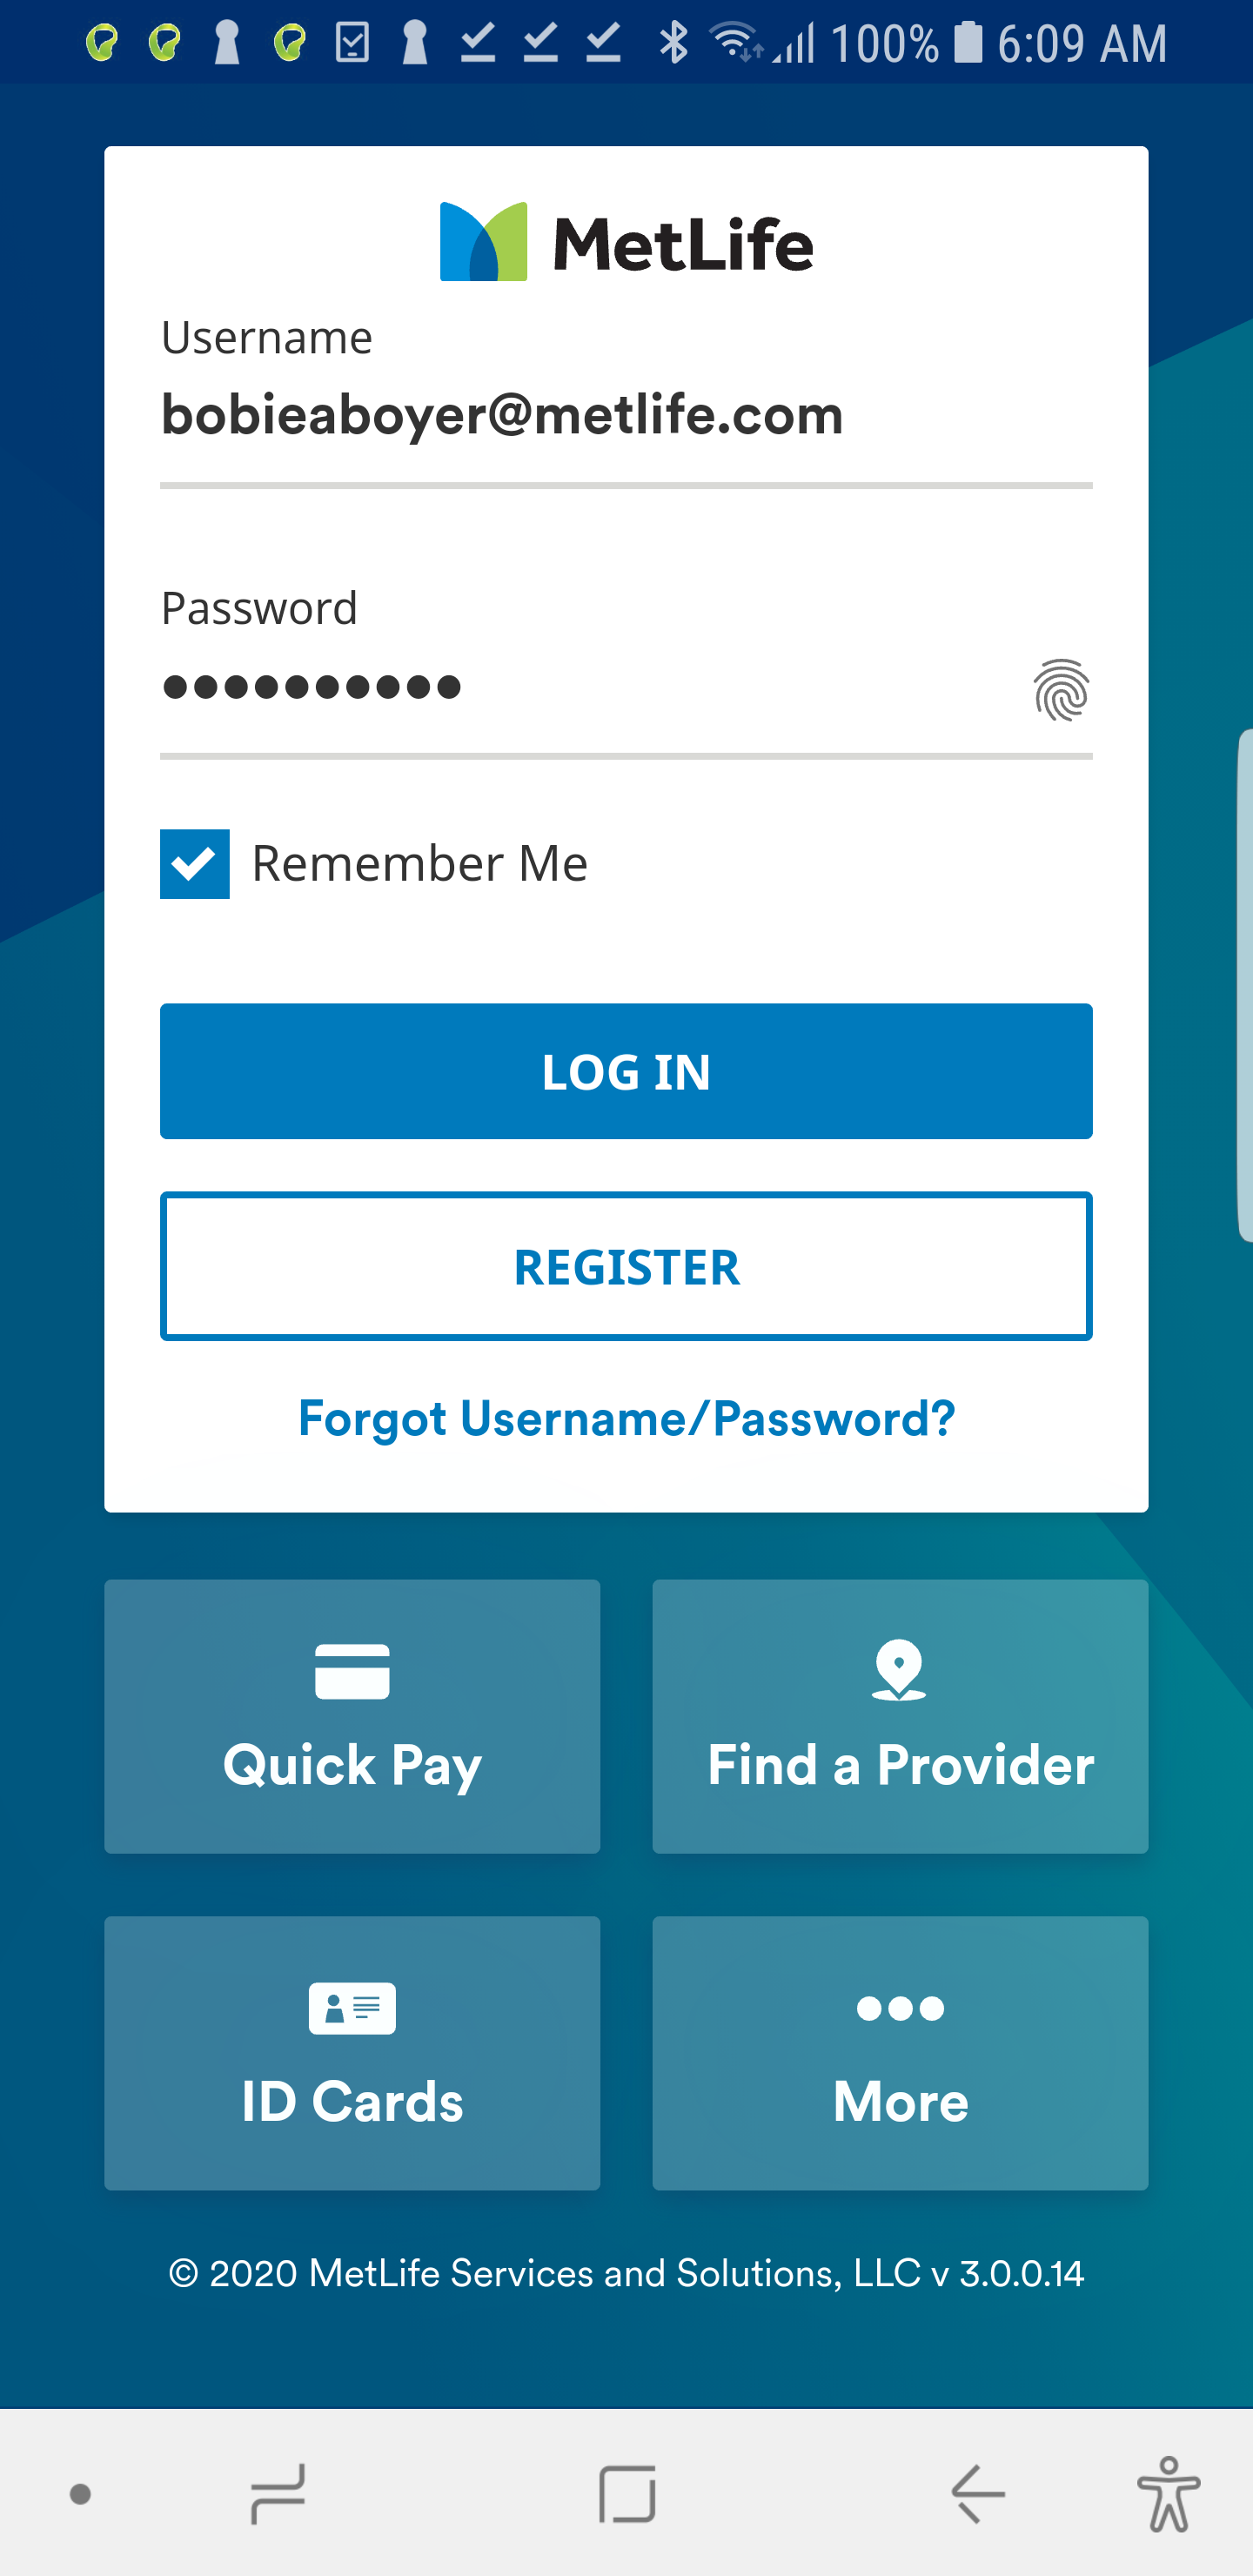 100% 6:09 AM
MetLife
Username
bobieaboyer@metlife.com
Password
Remember Me
LOG IN
REGISTER
Forgot Username/Password?
Quick Pay
Find a Provider
ID Cards
More
© 2020 MetLife Services and Solutions, LLC v 3.0.0.14